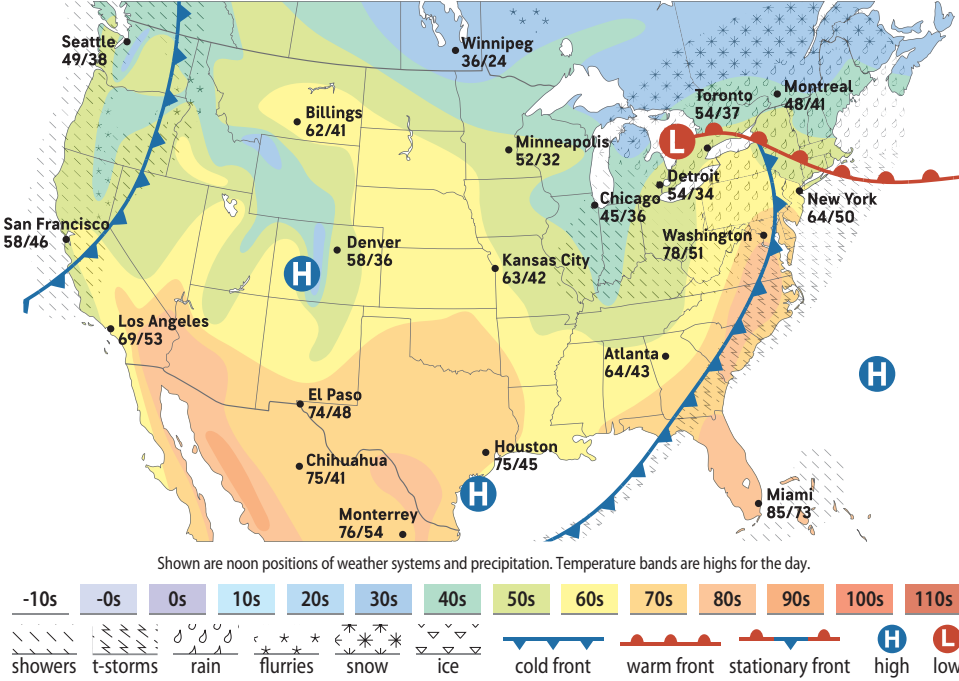 Seattle
49/38
Winnipeg
36/24
Billings
62/41
Toronto
54/37
Montreal
48/41
L
Minneapolis
52/32
Detroit
54/34
Chicago
45/36
New York
64/50
San Francisco
58/46
Washington
78/51
Denver
58/36
H
Kansas City
63/42
Los Angeles
69/53
Atlanta
64/43
H
El Paso
74/48
Houston
75/45
Chihuahua
75/41
H
Miami
85/73
Monterrey
76/54
Shown are noon positions of weather systems and precipitation. Temperature bands are highs for the day.
-10s -0s 0s 10s 20s 30s 40s 50s 60s 70s 80s 90s 100s 110s
H L
showers t-storms rain flurries snow ice cold front warm front stationary front high low